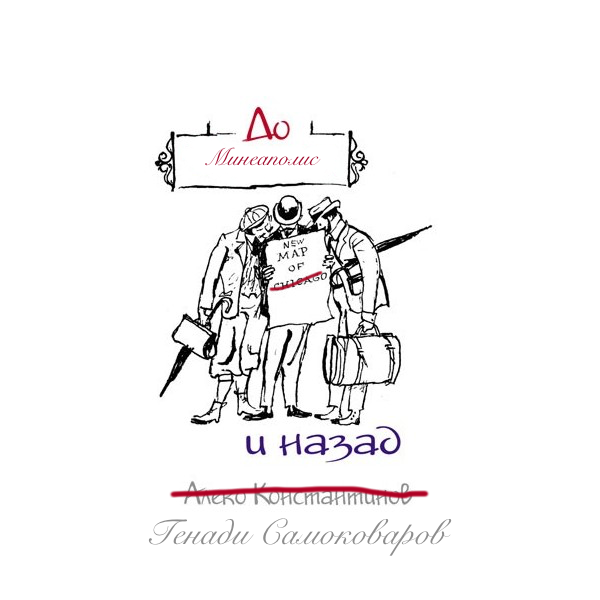 До
Минеаполис
NEW
MAP
OF
CHICAGO
и назад
Алеко Константинов
Генади Самоковаров